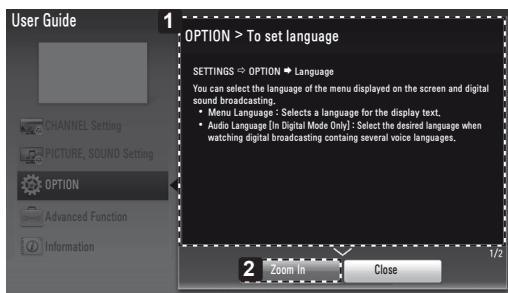 User Guide
1
OPTION > To set language
SETTINGS ⇨ OPTION ➡ Language
You can select the language of the menu displayed on the screen and digital
sound broadcasting.
• Menu Language : Selects a language for the display text.
• Audio Language [In Digital Mode Only] : Select the desired language when
watching digital broadcasting containg several voice languages.
CHANNEL Setting
PICTURE, SOUND Setting
OPTION
Advanced Function
Information
1/2
2
Zoom In
Close